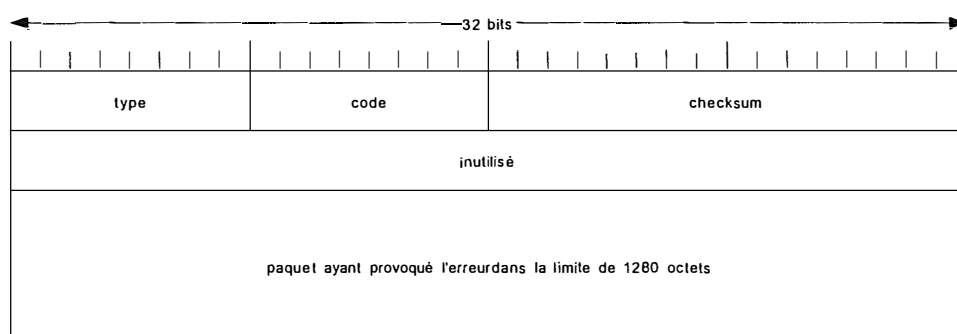 32 bits
type code checksum
inutilisé
paquet ayant provoqué l'erreurdans la limite de 1280 octets